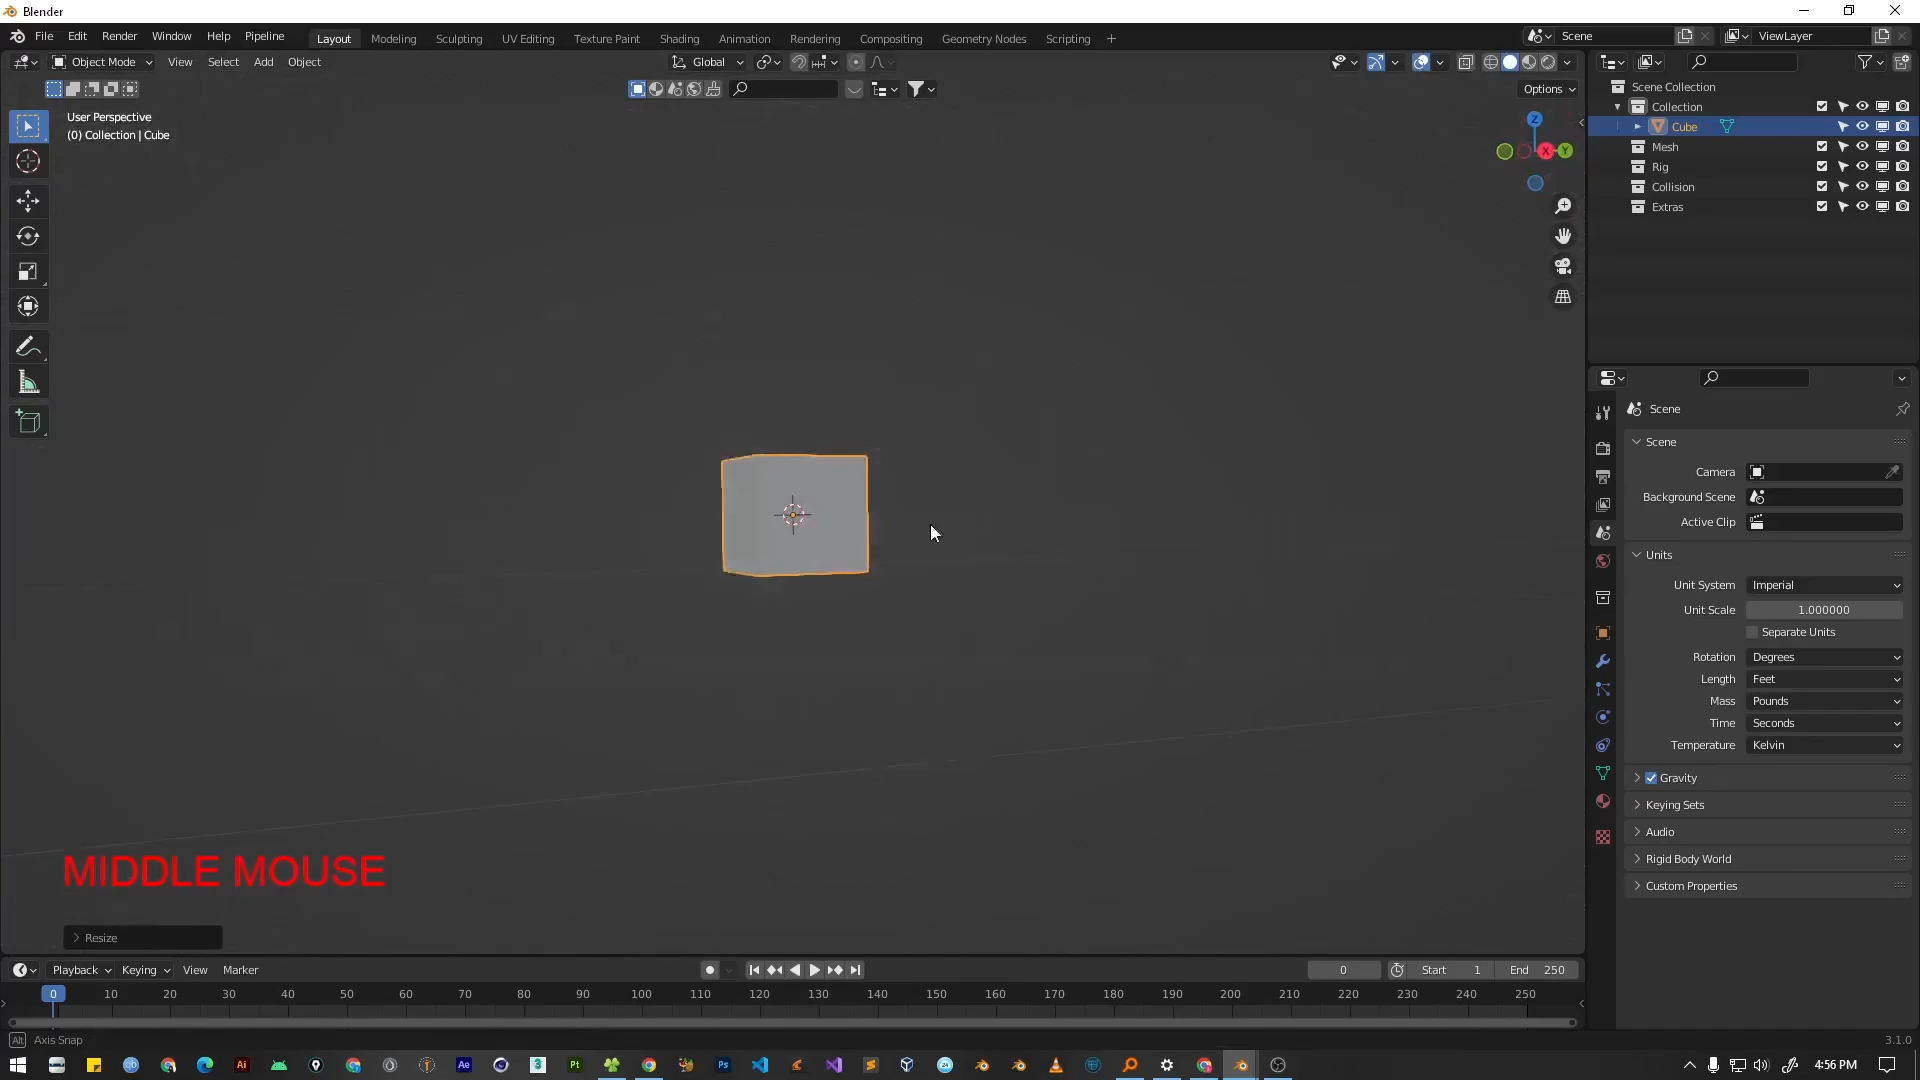 Blender
File Edit Render Window Help Pipeline Layout Modeling Sculpting UV Editing Texture Paint Shading Animation Rendering Compositing Geometry Nodes Scripting + Scene ViewLayer
Object Mode View Select Add Object Global
Options
User Perspective
(0) Collection | Cube
Z
X
Y
Scene Collection
Collection
Cube
Mesh
Rig
Collision
Extras
Scene
Scene
Camera
Background Scene
Active Clip
Units
Unit System Imperial
Unit Scale 1.000000
Separate Units
Rotation Degrees
Length Feet
Mass Pounds
Time Seconds
Temperature Kelvin
Gravity
Keying Sets
Audio
Rigid Body World
Custom Properties
MIDDLE MOUSE
Resize
Playback Keying View Marker 0 Start 1 End 250
0 10 20 30 40 50 60 70 80 90 100 110 120 130 140 150 160 170 180 190 200 210 220 230 240 250
Alt Axis Snap 3.1.0
Ai Ae 3 Pt Ps 4:56 PM